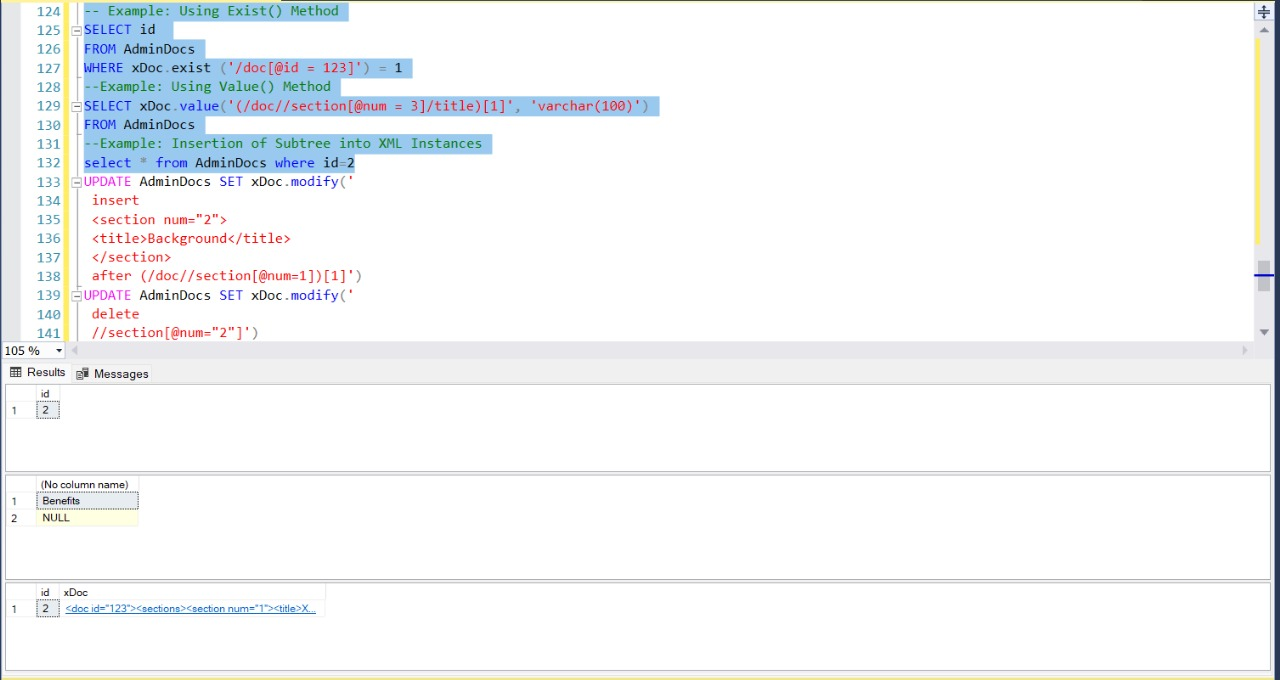 124 -- Example: Using Exist() Method
125 SELECT id
126 FROM AdminDocs
127 WHERE xDoc.exist ('/doc[@id = 123]') = 1
128 --Example: Using Value() Method
129 SELECT xDoc.value('(/doc//section[@num = 3]/title)[1]', 'varchar(100)')
130 FROM AdminDocs
131 --Example: Insertion of Subtree into XML Instances
132 select * from AdminDocs where id=2
133 UPDATE AdminDocs SET xDoc.modify('
134 insert
135 <section num="2">
136 <title>Background</title>
137 </section>
138 after (/doc//section[@num=1])[1]')
139 UPDATE AdminDocs SET xDoc.modify('
140 delete
141 //section[@num="2"]')
105 %
Results Messages
id
1 2
(No column name)
1 Benefits
2 NULL
id xDoc
1 2 <doc id="123"><sections><section num="1"><title>X...